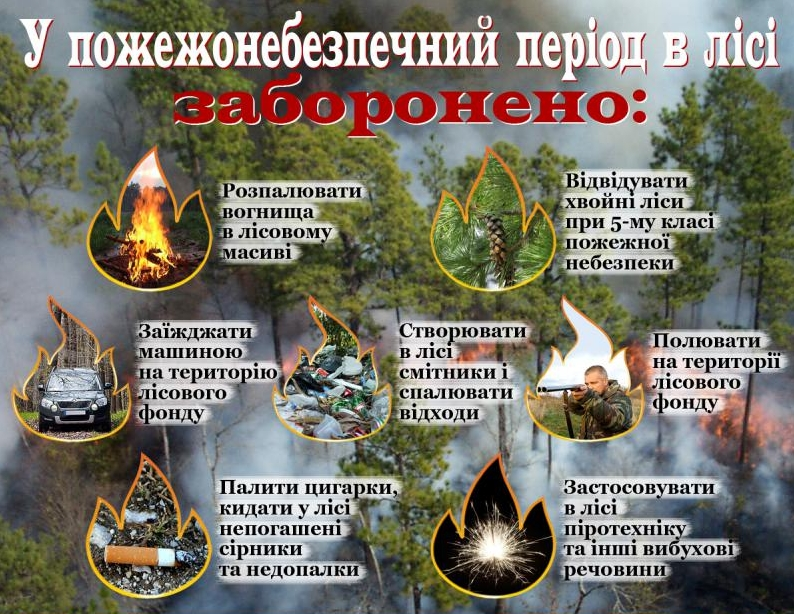 У пожежонебезпечний період в лісі
заборонено:
Розпалювати
вогнища
в лісовому
масиві
Відвідувати
хвойні ліси
при 5-му класі
пожежної
небезпеки
Заїжджати
машиною
на територію
лісового
фонду
Створювати
в лісі
смітники і
спалювати
відходи
Полювати
на території
лісового
фонду
Палити цигарки,
кидати у лісі
непогашені
сірники
та недопалки
Застосовувати
в лісі
піротехніку
та інші вибухові
речовини